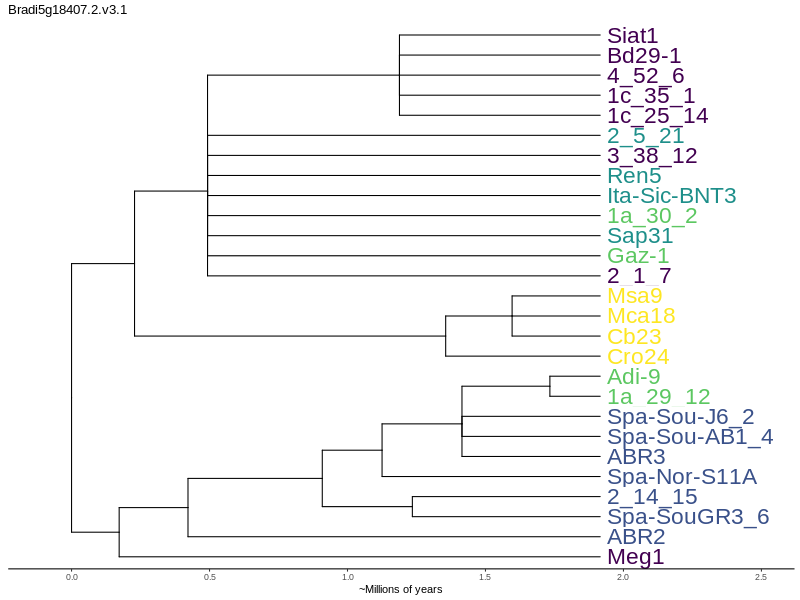 Bradi5g18407.2.v3.1
Siat1
Bd29-1
4_52_6
1c_35_1
1c_25_14
2_5_21
3_38_12
Ren5
Ita-Sic-BNT3
1a_30_2
Sap31
Gaz-1
2_1_7
Msa9
Mca18
Cb23
Cro24
Adi-9
1a_29_12
Spa-Sou-J6_2
Spa-Sou-AB1_4
ABR3
Spa-Nor-S11A
2_14_15
Spa-SouGR3_6
ABR2
Meg1
0.0 0.5 1.0 1.5 2.0 2.5
~Millions of years